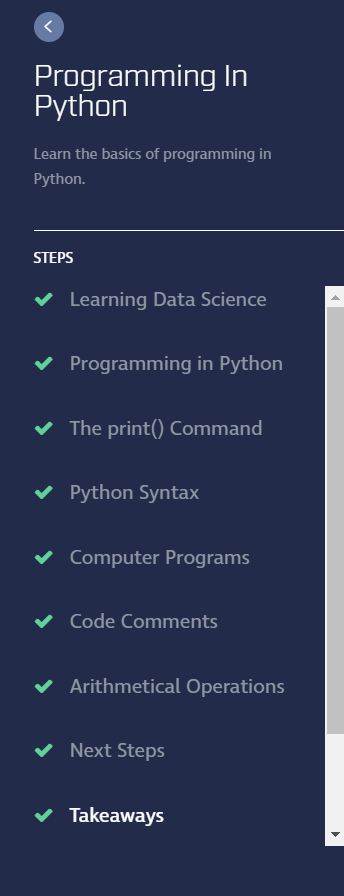 Programming In
Python
Learn the basics of programming in
Python.
STEPS
Learning Data Science
Programming in Python
The print() Command
Python Syntax
Computer Programs
Code Comments
Arithmetical Operations
Next Steps
Takeaways